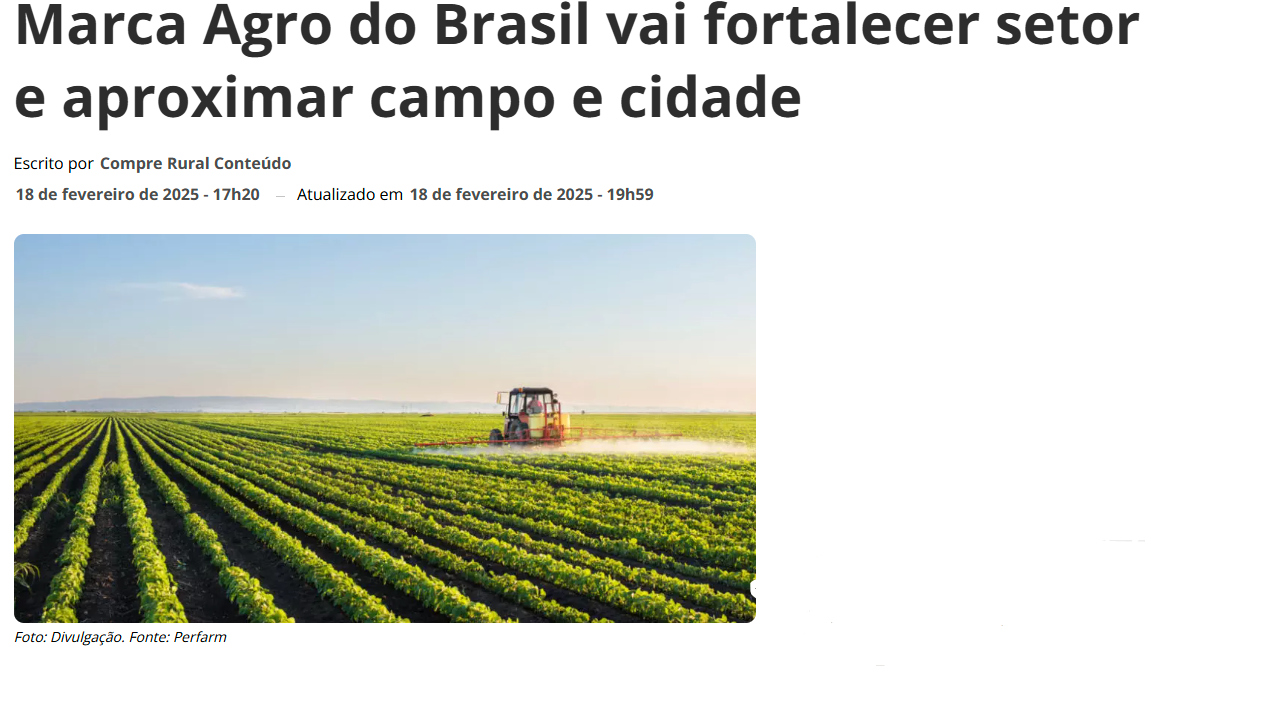 Marca Agro do Brasil vai fortalecer setor
e aproximar campo e cidade
Escrito por Compre Rural Conteúdo
18 de fevereiro de 2025 - 17h20 — Atualizado em 18 de fevereiro de 2025 - 19h59
Foto: Divulgação. Fonte: Perfarm